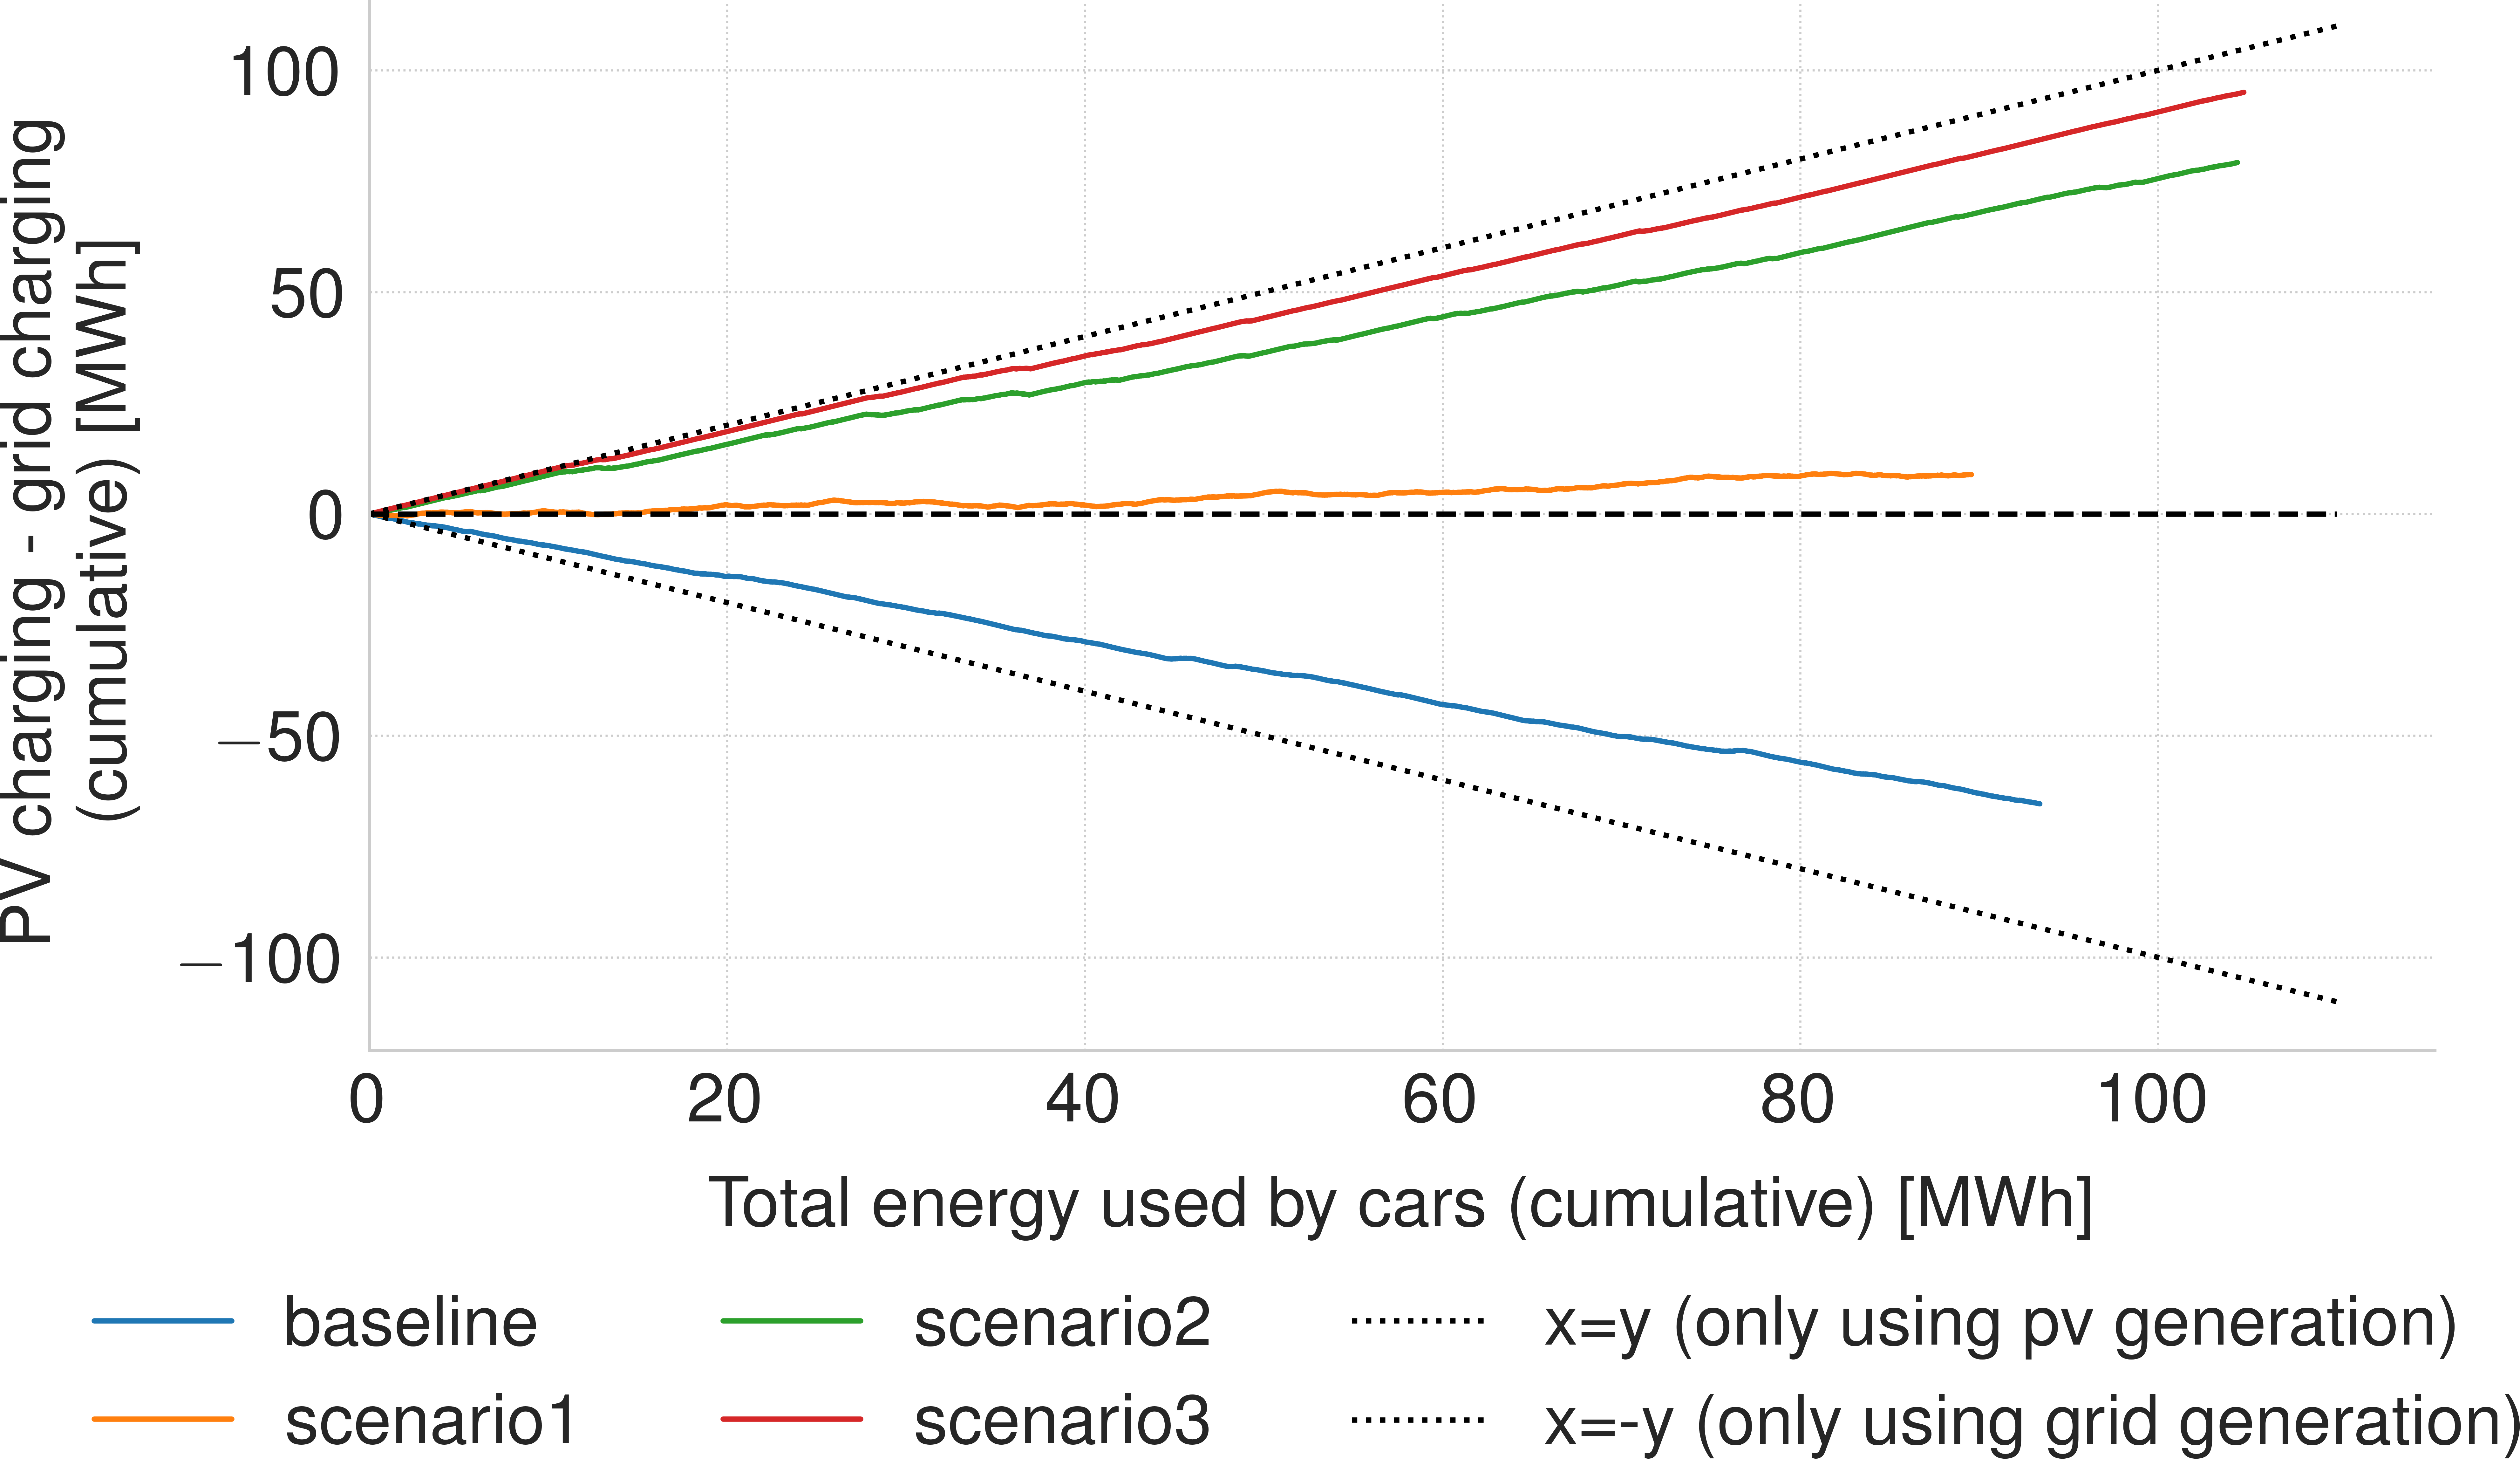 PV charging - grid charging
(cumulative) [MWh]
100
50
0
−50
−100
0 20 40 60 80 100
Total energy used by cars (cumulative) [MWh]
baseline scenario2 x=y (only using pv generation)
scenario1 scenario3 x=-y (only using grid generation)